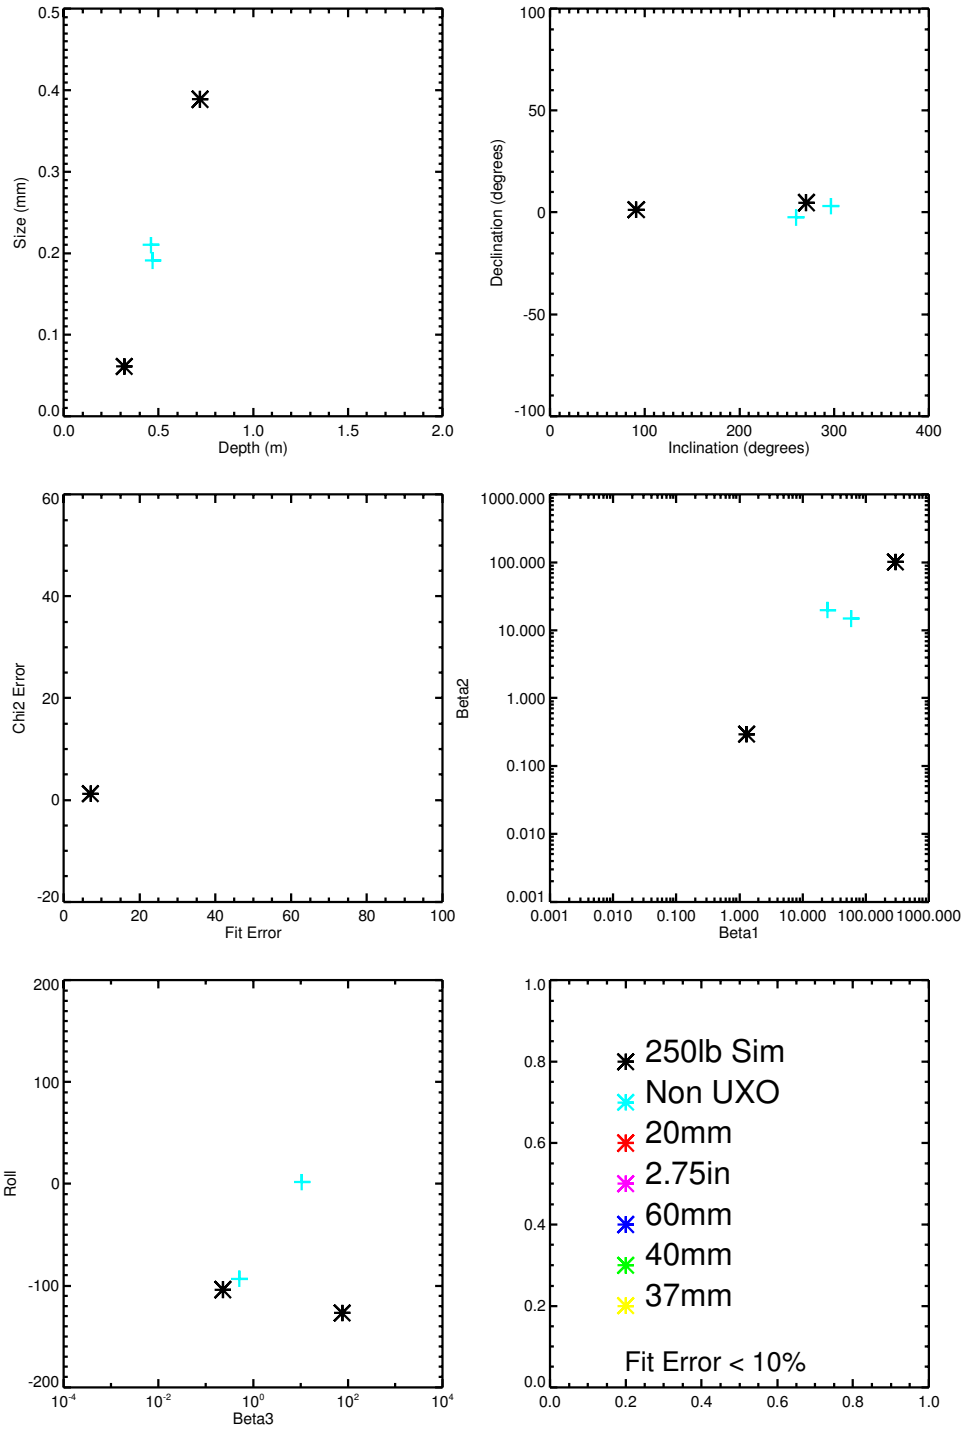 0.5
0.4
0.3
0.2
0.1
0.0
Size (mm)
0.0 0.5 1.0 1.5 2.0
Depth (m)
100
50
0
-50
-100
Declination (degrees)
0 100 200 300 400
Inclination (degrees)
60
40
20
0
-20
Chi2 Error
0 20 40 60 80 100
Fit Error
1000.000
100.000
10.000
1.000
0.100
0.010
0.001
Beta2
0.001 0.010 0.100 1.000 10.000 100.000 1000.000
Beta1
200
100
0
-100
-200
Roll
10-4 10-2 100 102 104
Beta3
1.0
0.8
0.6
0.4
0.2
0.0
250lb Sim
Non UXO
20mm
2.75in
60mm
40mm
37mm
Fit Error < 10%
0.0 0.2 0.4 0.6 0.8 1.0